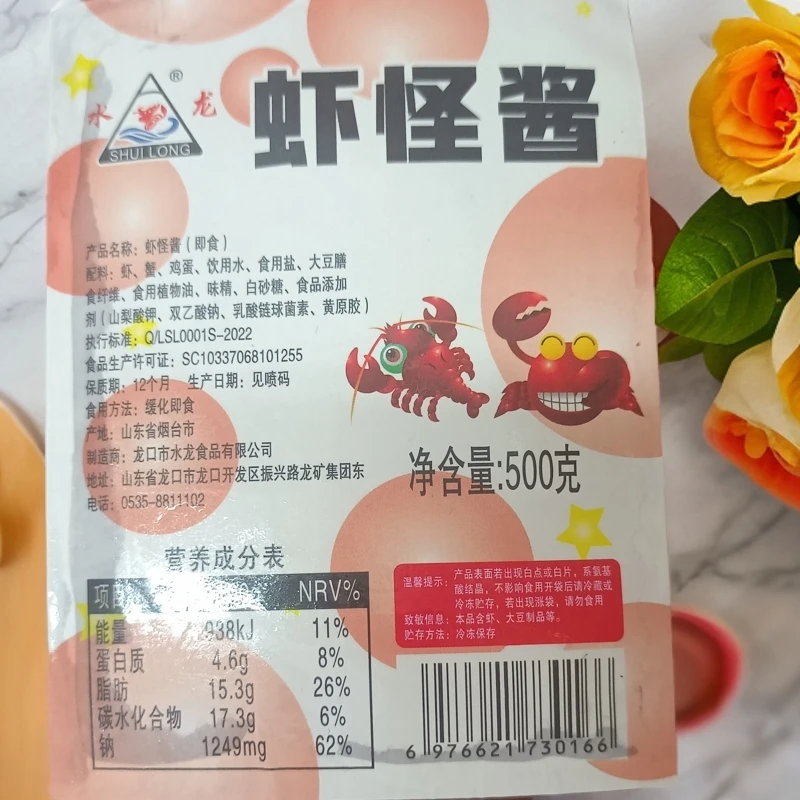 水 龙 ®
SHUI LONG
虾怪酱
产品名称：虾怪酱（即食）
配料：虾、蟹、鸡蛋、饮用水、食用盐、大豆膳
食纤维、食用植物油、味精、白砂糖、食品添加
剂（山梨酸钾、双乙酸钠、乳酸链球菌素、黄原胶）
执行标准：Q/LSL0001S-2022
食品生产许可证：SC10337068101255
保质期：12个月 生产日期：见喷码
食用方法：缓化即食
产地：山东省烟台市
制造商：龙口市水龙食品有限公司
地址：山东省龙口市龙口开发区振兴路龙矿集团东
电话：0535-8811102
净含量:500克
营养成分表
NRV%
能量 938kJ 11%
蛋白质 4.6g 8%
脂肪 15.3g 26%
碳水化合物 17.3g 6%
钠 1249mg 62%
温馨提示：产品表面若出现白点或白片，系氨基
酸结晶，不影响食用开袋后请冷藏或
冷冻贮存，若出现涨袋，请勿食用
致敏信息：本品含虾、大豆制品等。
贮存方法：冷冻保存
6 976621 730166